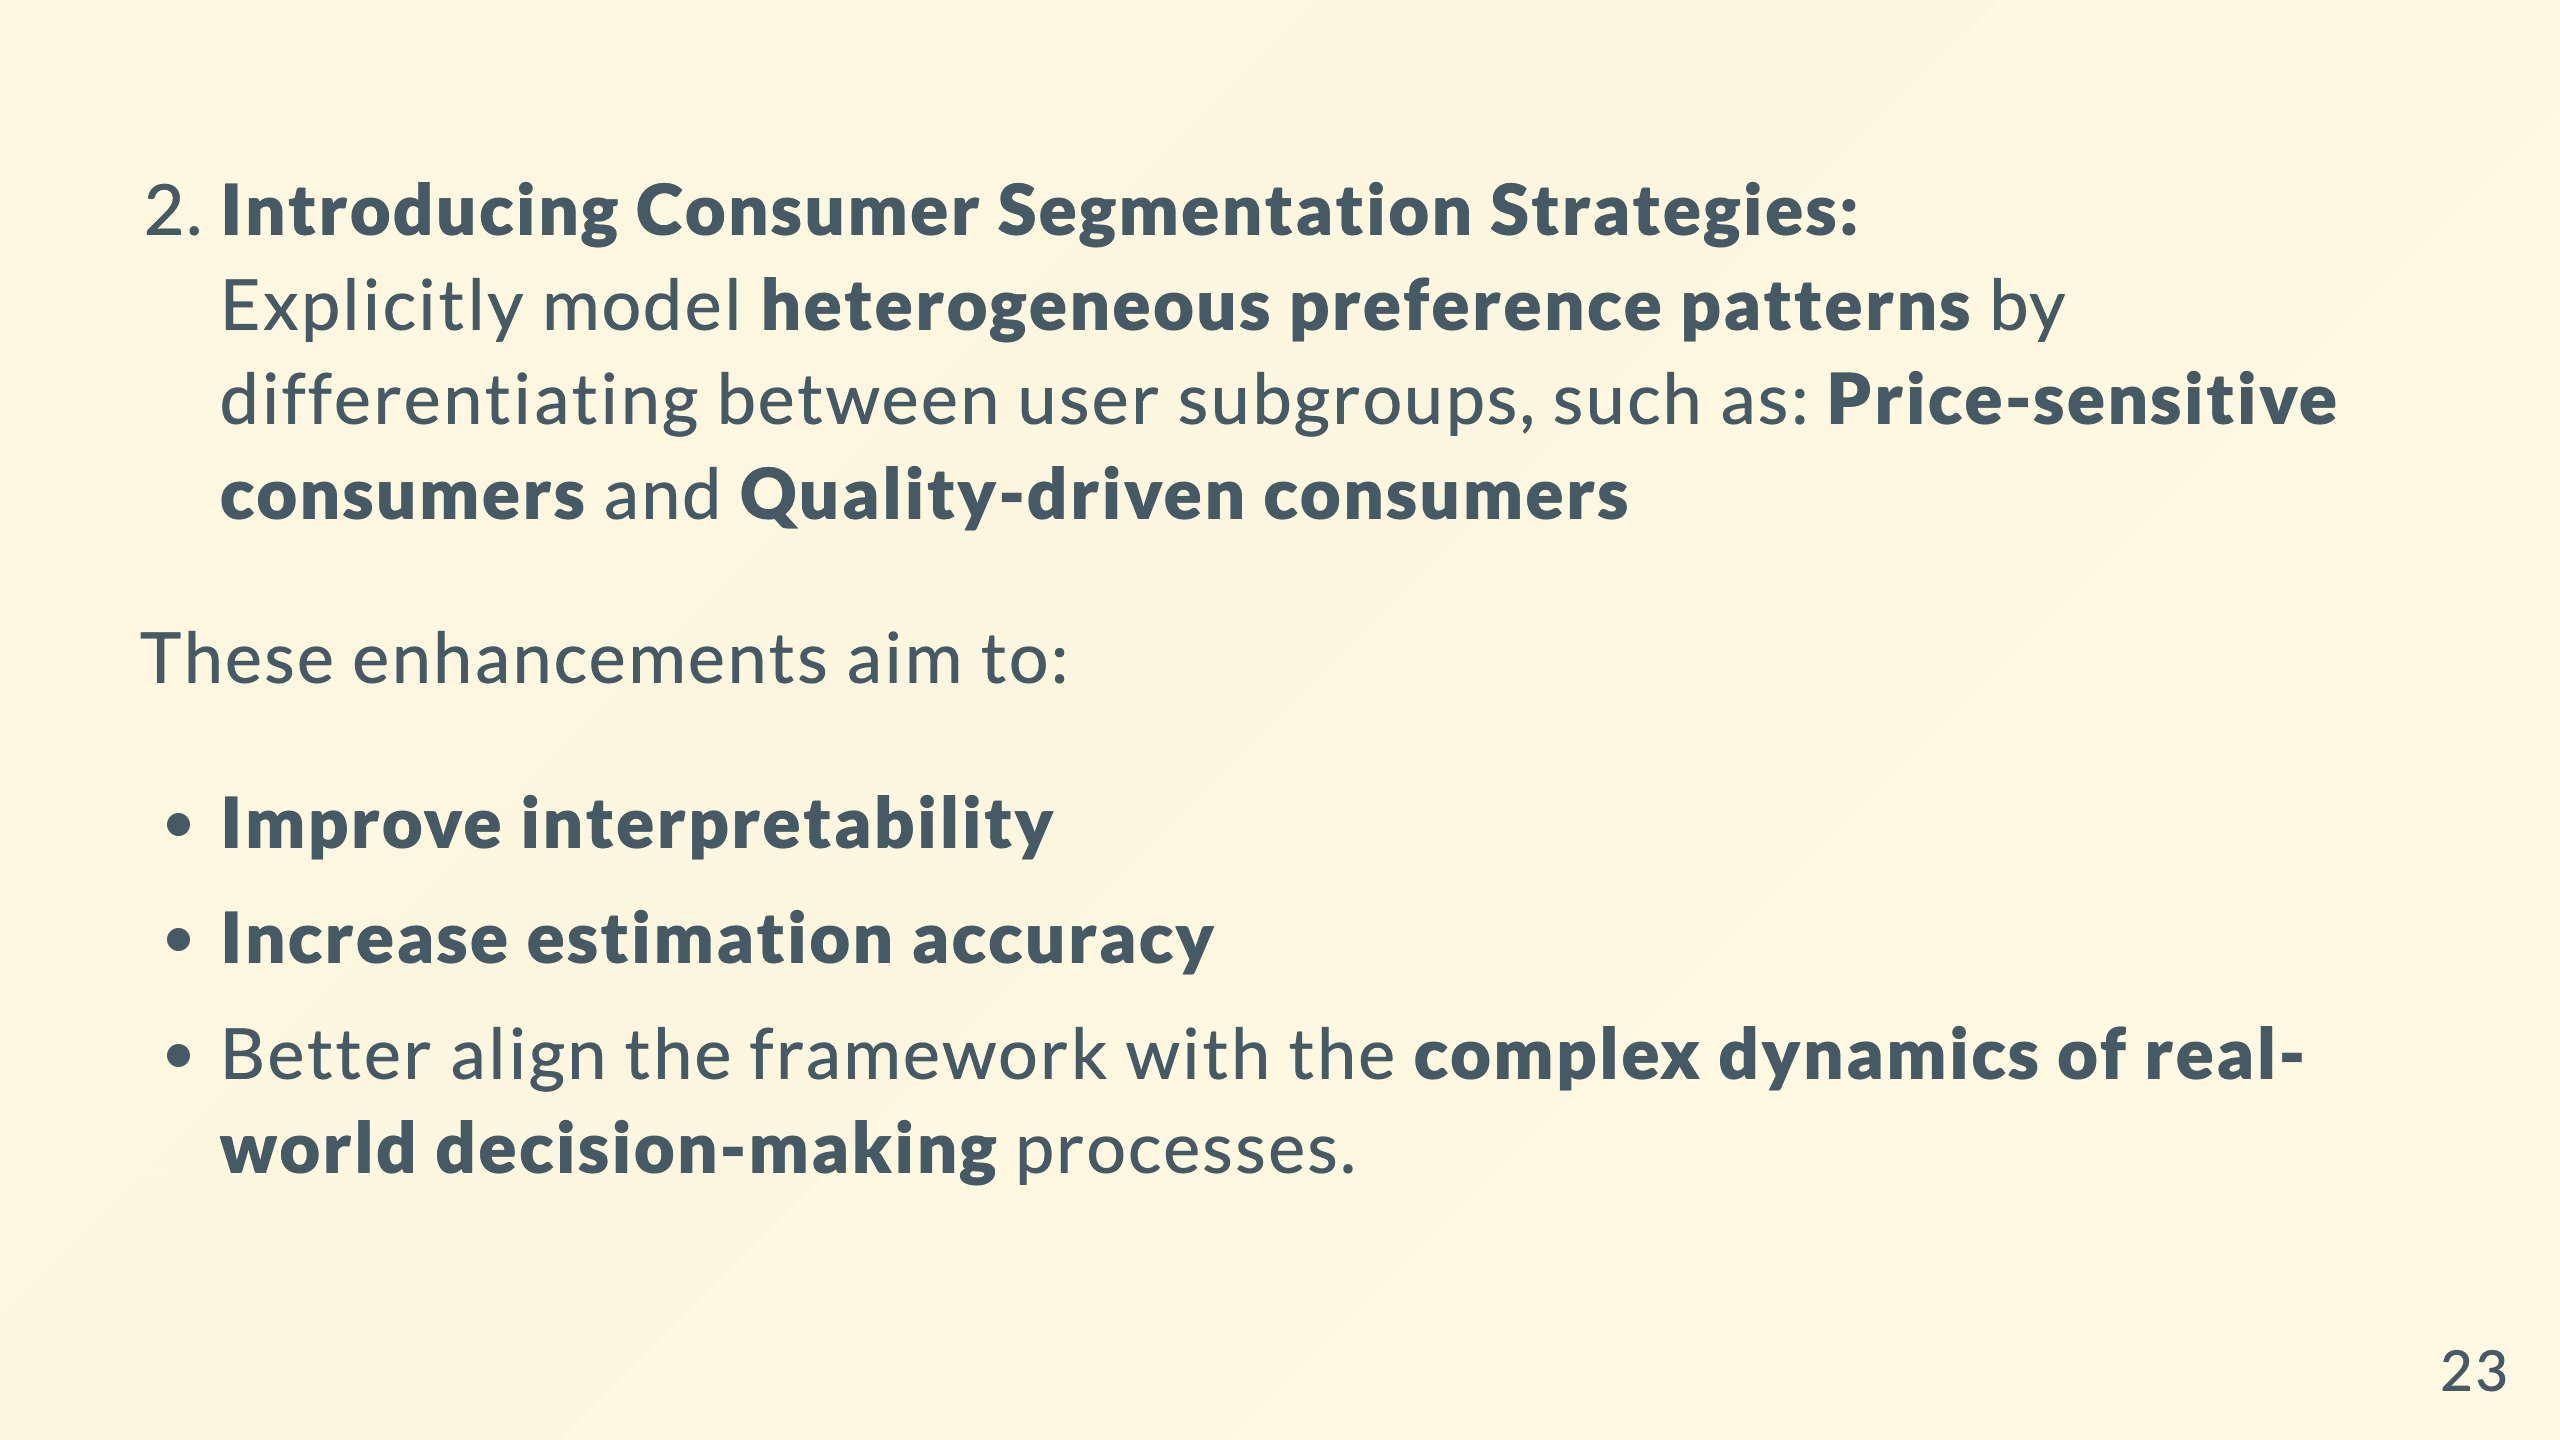 2. Introducing Consumer Segmentation Strategies:
Explicitly model heterogeneous preference patterns by
differentiating between user subgroups, such as: Price-sensitive
consumers and Quality-driven consumers
These enhancements aim to:
• Improve interpretability
• Increase estimation accuracy
• Better align the framework with the complex dynamics of real-
world decision-making processes.
23